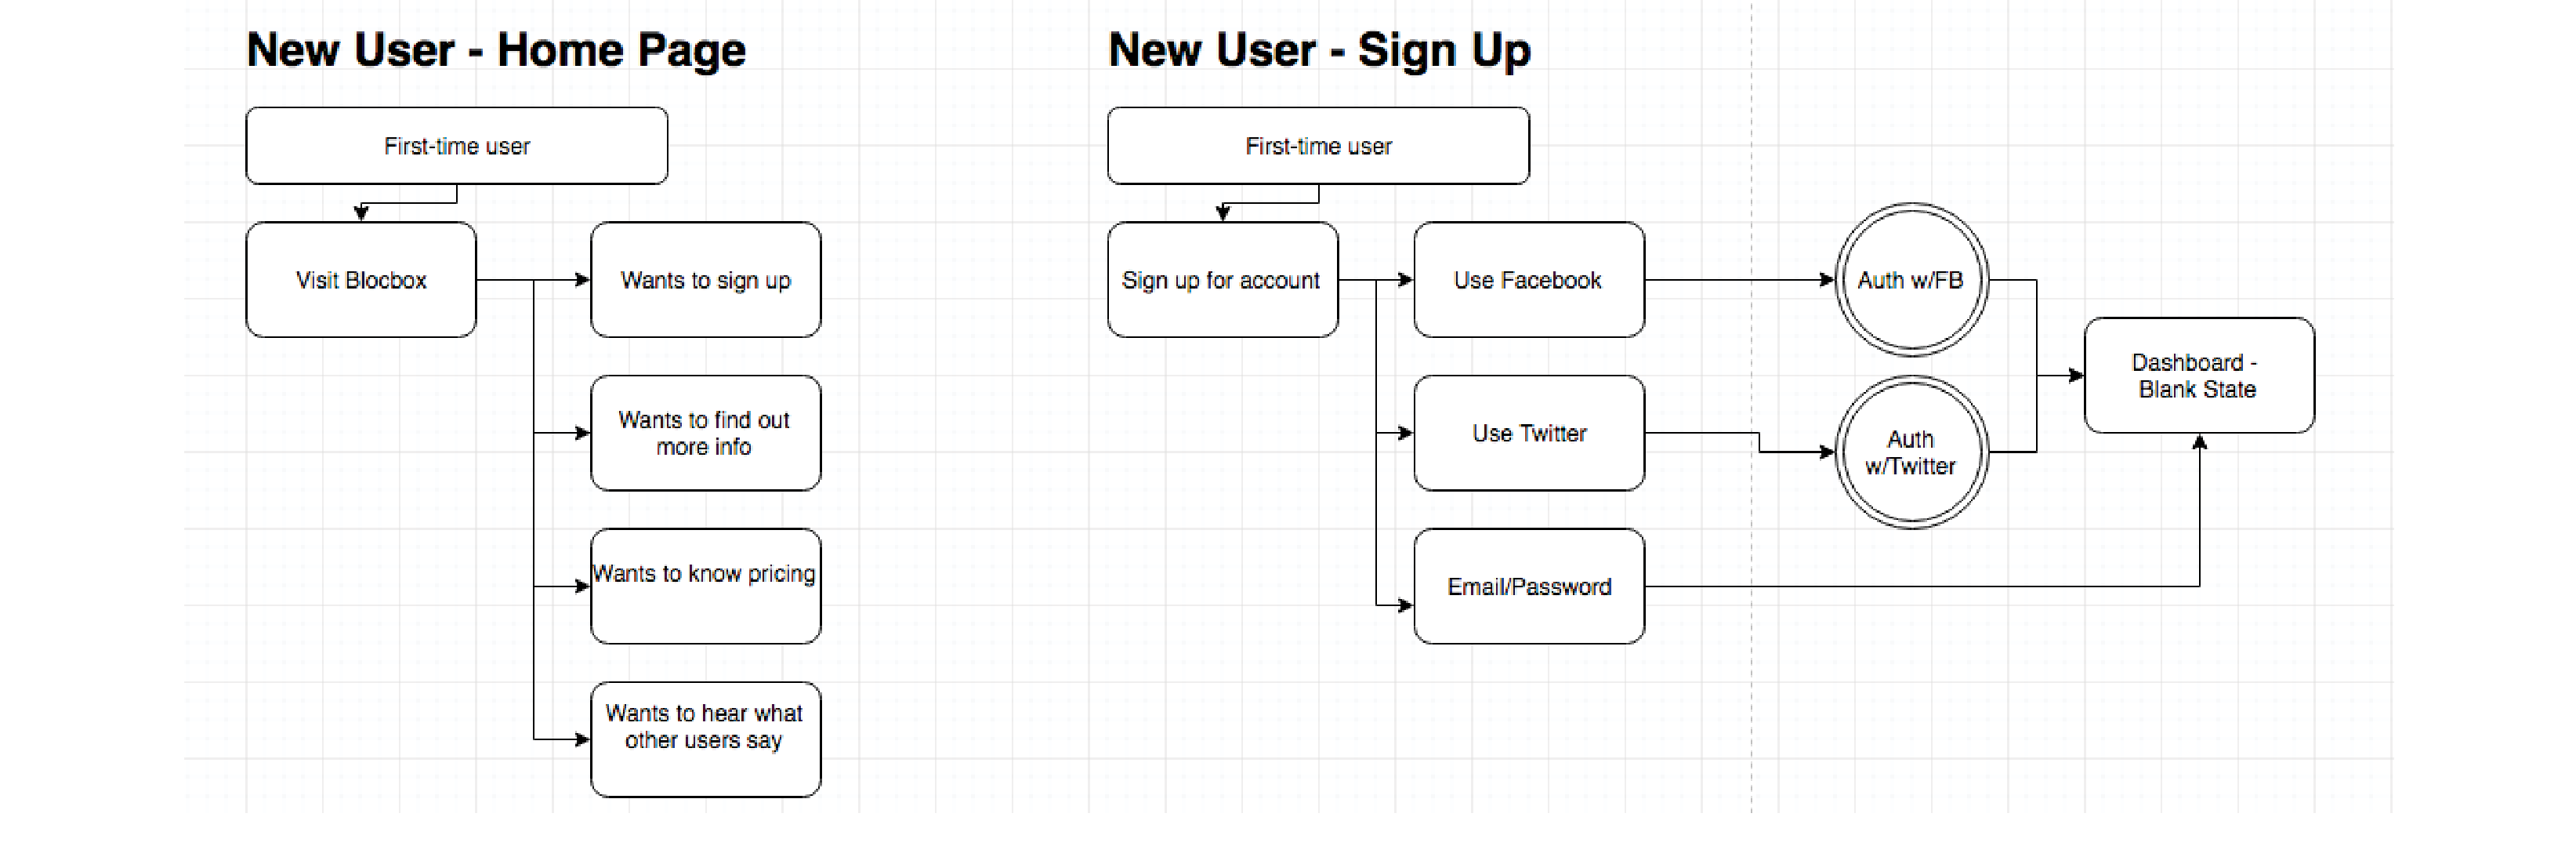 New User - Home Page
First-time user
Visit Blocbox
Wants to sign up
Wants to find out
more info
Wants to know pricing
Wants to hear what
other users say
New User - Sign Up
First-time user
Sign up for account
Use Facebook
Auth w/FB
Use Twitter
Auth
w/Twitter
Email/Password
Dashboard -
Blank State